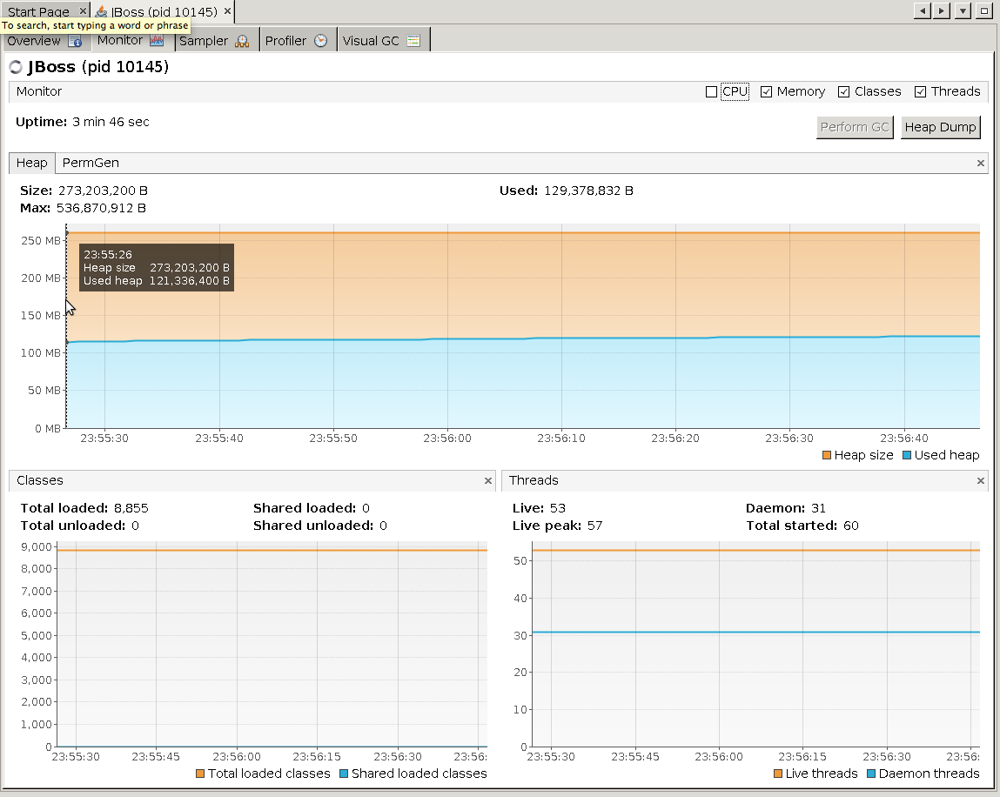 Start Page JBoss (pid 10145)
To search, start typing a word or phrase
Overview Monitor Sampler Profiler Visual GC
JBoss (pid 10145)
Monitor CPU Memory Classes Threads
Uptime: 3 min 46 sec
Perform GC Heap Dump
Heap PermGen
Size: 273,203,200 B Used: 129,378,832 B
Max: 536,870,912 B
250 MB
23:55:26
Heap size 273,203,200 B
Used heap 121,336,400 B
200 MB
150 MB
100 MB
50 MB
0 MB
23:55:30 23:55:40 23:55:50 23:56:00 23:56:10 23:56:20 23:56:30 23:56:40
Heap size Used heap
Classes
Total loaded: 8,855 Shared loaded: 0
Total unloaded: 0 Shared unloaded: 0
9,000
8,000
7,000
6,000
5,000
4,000
3,000
2,000
1,000
0
23:55:30 23:55:45 23:56:00 23:56:15 23:56:30 23:56:
Total loaded classes Shared loaded classes
Threads
Live: 53 Daemon: 31
Live peak: 57 Total started: 60
50
40
30
20
10
0
23:55:30 23:55:45 23:56:00 23:56:15 23:56:30 23:56:
Live threads Daemon threads